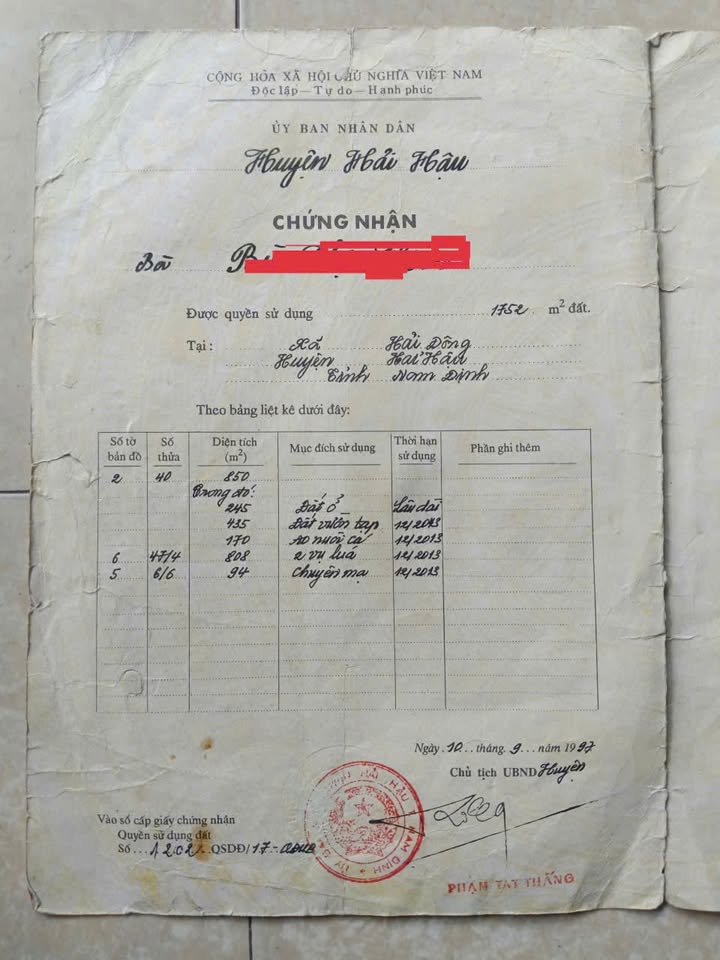 CỘNG HÒA XÃ HỘI CHỦ NGHĨA VIỆT NAM
Độc lập — Tự do — Hạnh phúc
ỦY BAN NHÂN DÂN
Huyện Hải Hậu
CHỨNG NHẬN
Bà
Được quyền sử dụng 1752 m² đất.
Tại: Xã Hải Đông
Huyện Hải Hậu
Tỉnh Nam Định
Theo bảng liệt kê dưới đây:
Số tờ bản đồ Số thửa Diện tích (m²) Mục đích sử dụng Thời hạn sử dụng Phần ghi thêm
2 40 850
Trong đó:
245 Đất ở Lâu dài
435 Đất vườn tạp 12/2013
170 Ao nuôi cá 12/2013
6 47/4 808 2 vụ luá 12/2013
5 6/6 94 Chuyên mạ 12/2013
Ngày 10 tháng 9 năm 1997
Chủ tịch UBND Huyện
Vào sổ cấp giấy chứng nhận
Quyền sử dụng đất
Số 1202 QSDĐ/17-
PHẠM TẤT THẮNG